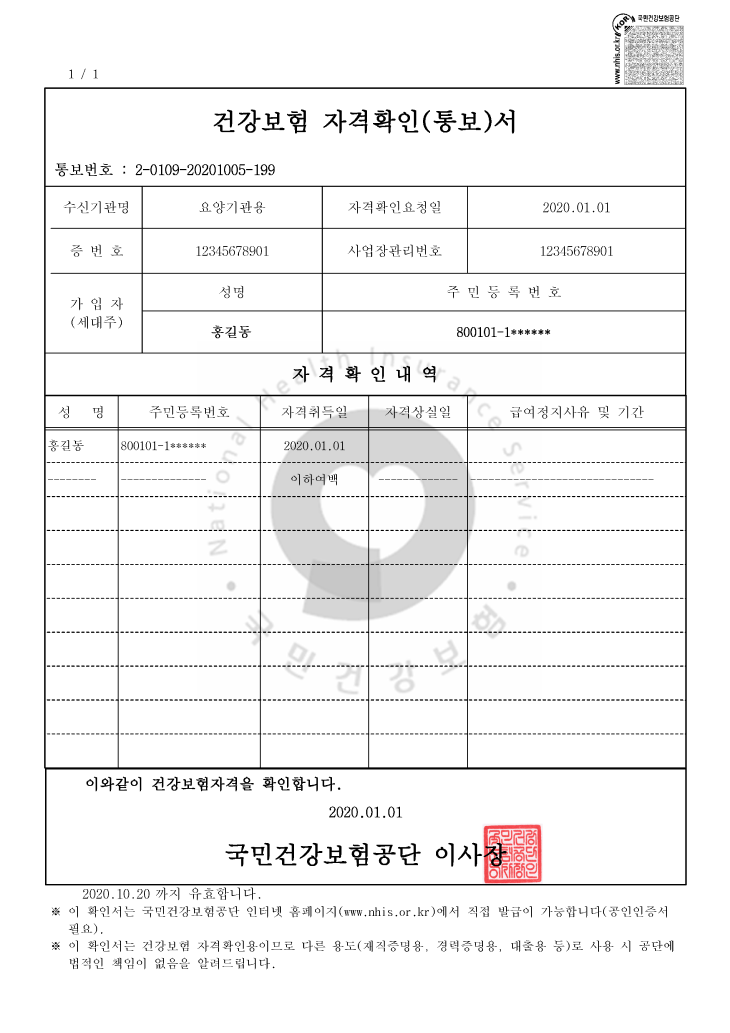 KOR 국민건강보험공단
www.nhis.or.kr
1 / 1
건강보험 자격확인(통보)서
통보번호 : 2-0109-20201005-199
수신기관명 요양기관용 자격확인요청일 2020.01.01
증 번 호 12345678901 사업장관리번호 12345678901
가 입 자 (세대주) 성명 주 민 등 록 번 호
홍길동 800101-1******
자 격 확 인 내 역
성 명 주민등록번호 자격취득일 자격상실일 급여정지사유 및 기간
홍길동 800101-1****** 2020.01.01
-------- -------------- 이하여백 ------------- ------------------------------
National Health Insurance Service
국민건강보험
이와같이 건강보험자격을 확인합니다.
2020.01.01
국민건강보험공단 이사장
2020.10.20 까지 유효합니다.
※ 이 확인서는 국민건강보험공단 인터넷 홈페이지(www.nhis.or.kr)에서 직접 발급이 가능합니다(공인인증서
필요).
※ 이 확인서는 건강보험 자격확인용이므로 다른 용도(재직증명용, 경력증명용, 대출용 등)로 사용 시 공단에
법적인 책임이 없음을 알려드립니다.